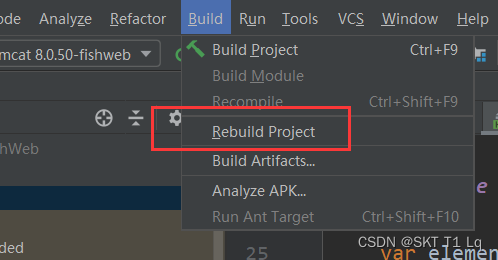 Analyze Refactor Build Run Tools VCS Window Help
mcat 8.0.50-fishweb
Build Project Ctrl+F9
Build Module
Recompile Ctrl+Shift+F9
Rebuild Project
hWeb
Build Artifacts...
Analyze APK...
Run Ant Target Ctrl+Shift+F10
CSDN @SKT T1 Lq
ded
25
var elemen